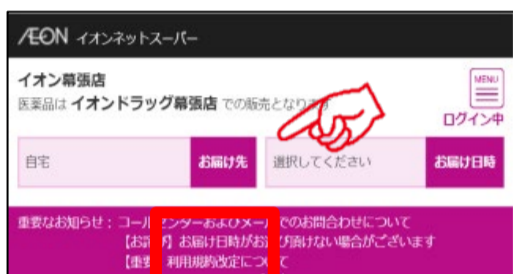 ÆON イオンネットスーパー
イオン幕張店
医薬品は イオンドラッグ幕張店 での販売となります
MENU
ログイン中
自宅 お届け先 選択してください お届け日時
重要なお知らせ： コールセンターおよびメールでのお問合わせについて
【お詫び】お届け日時がお選び頂けない場合がございます
【重要】利用規約改定について